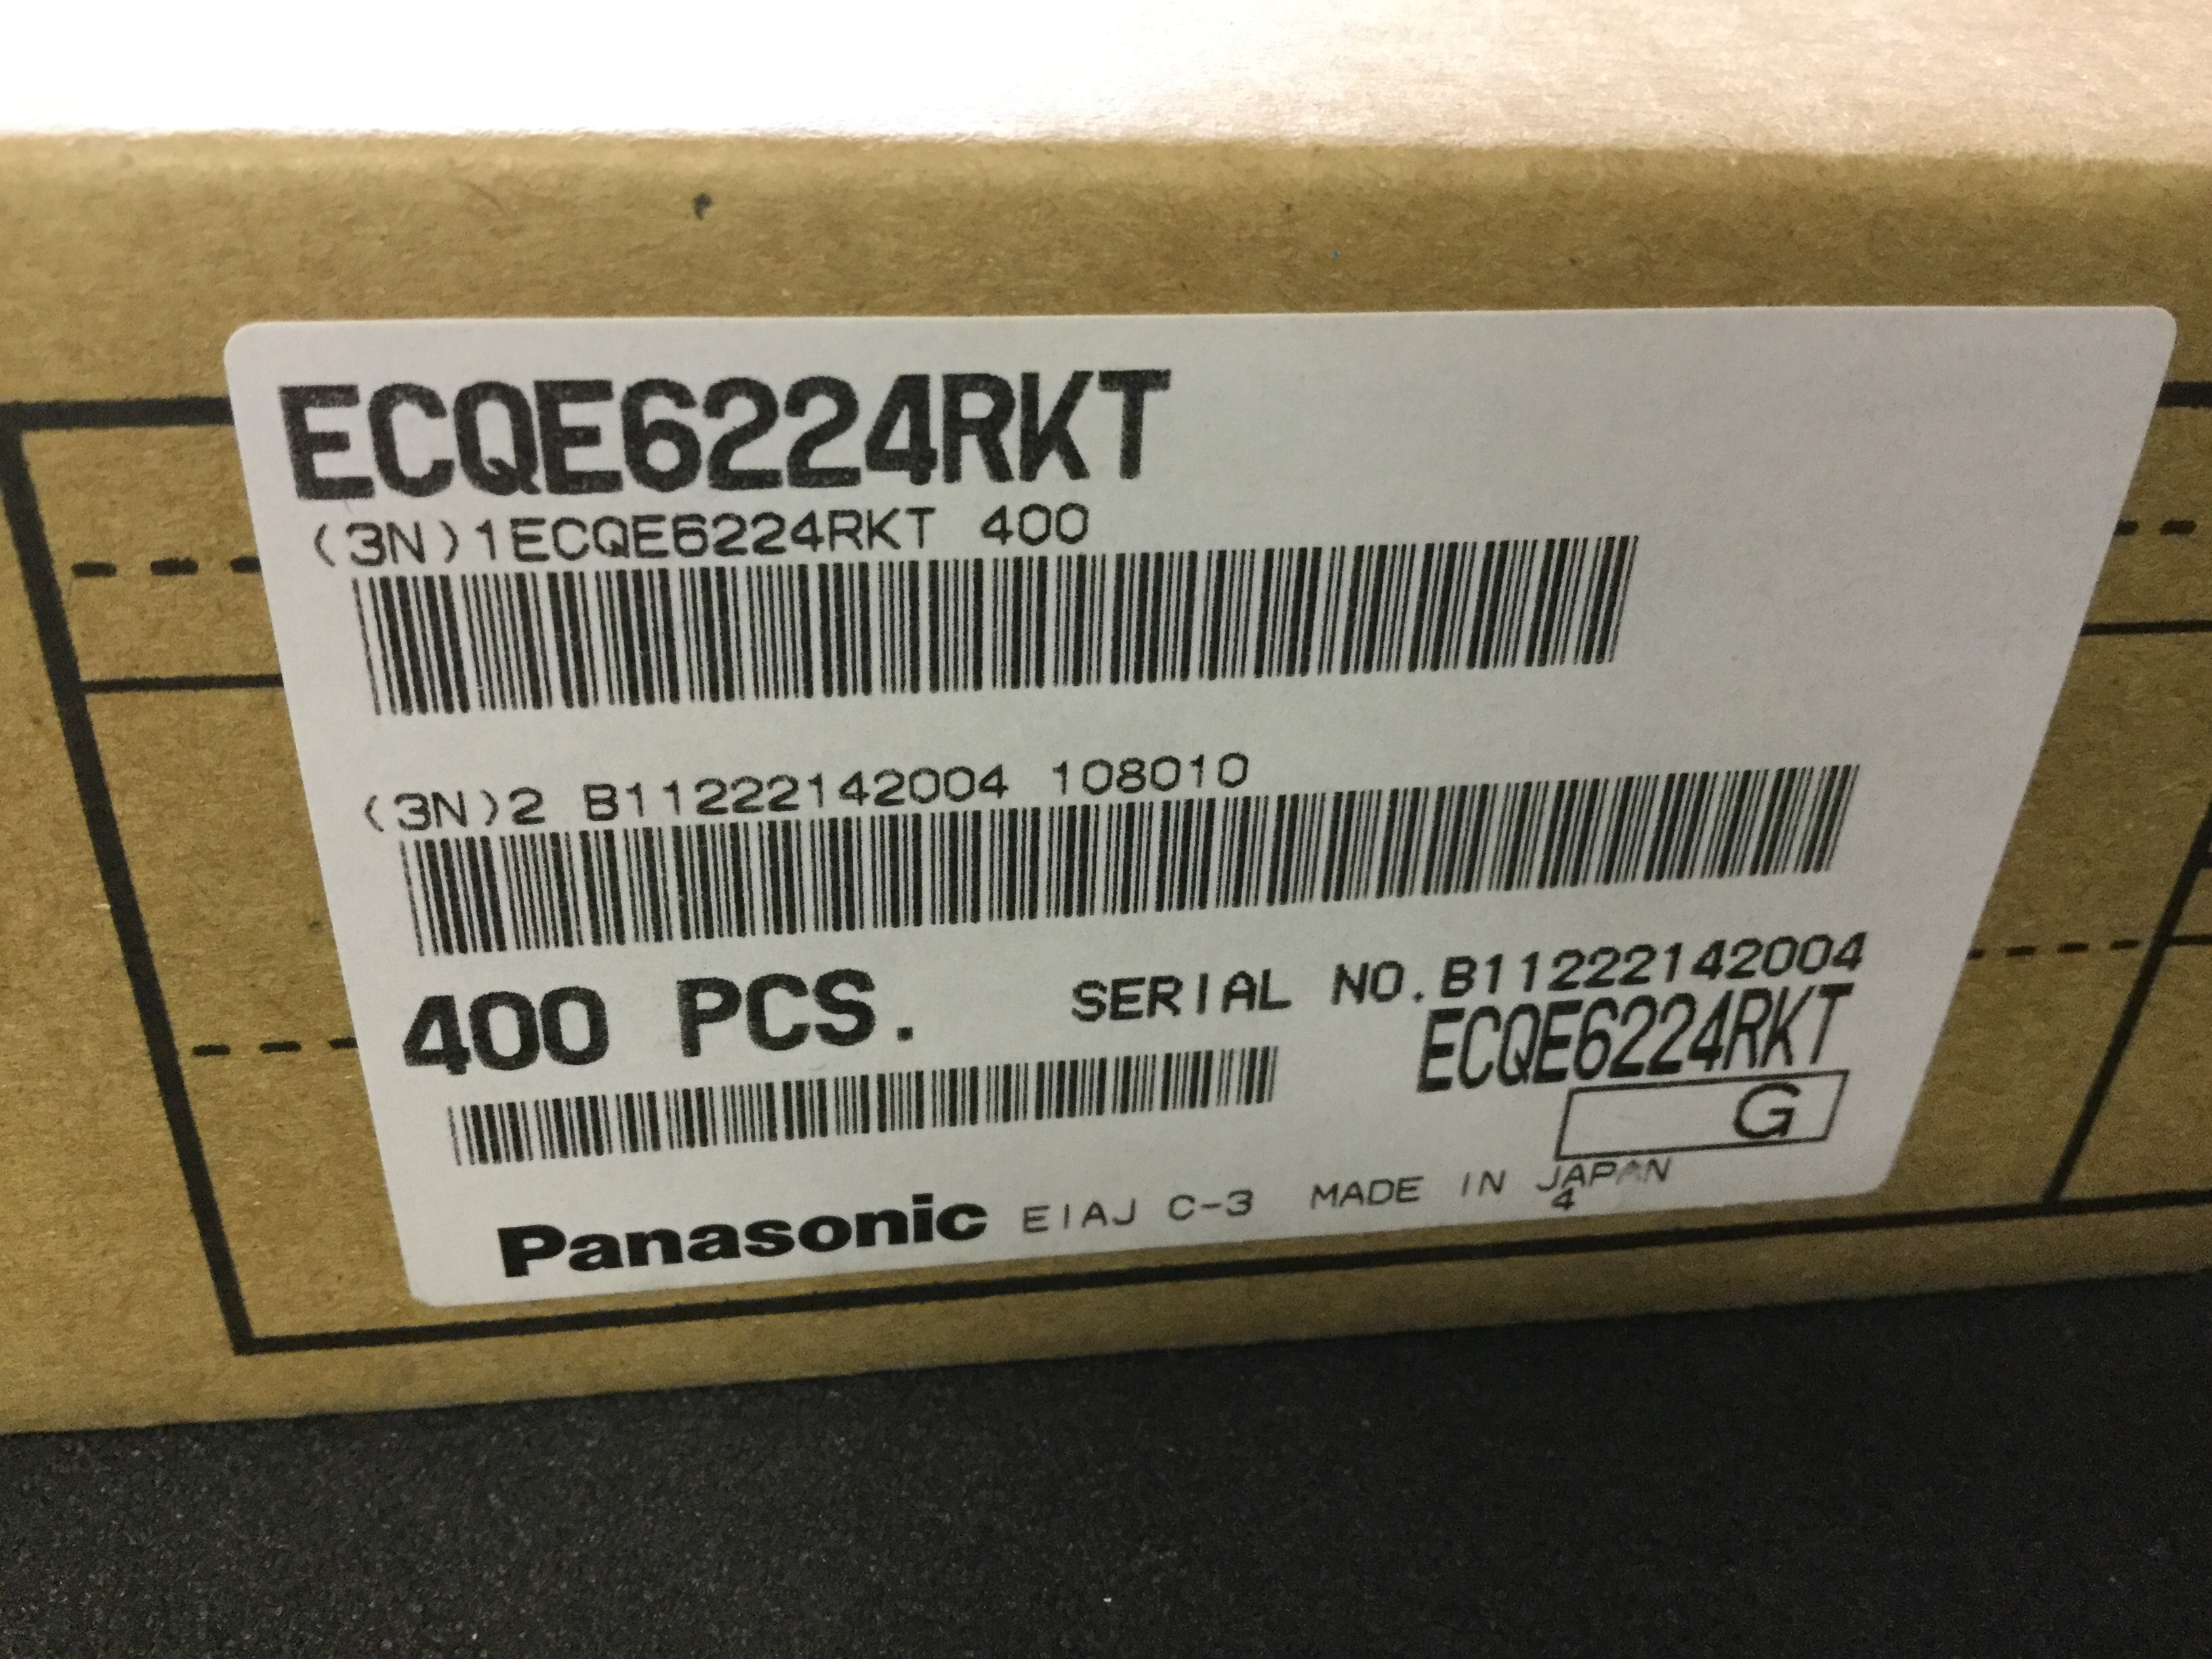 ECQE6224RKT
(3N)1ECQE6224RKT 400
(3N)2 B11222142004 108010
400 PCS. SERIAL NO.B11222142004
ECQE6224RKT
G
Panasonic EIAJ C-3 MADE IN JAPAN
4